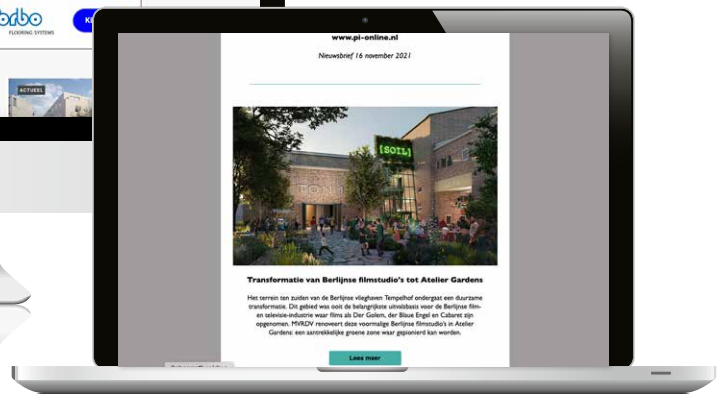 FLOORING SYSTEMS
ACTUEEL
www.pi-online.nl
Nieuwsbrief 16 november 2021
[SOIL]
TON
Transformatie van Berlijnse filmstudio's tot Atelier Gardens
Het terrein ten zuiden van de Berlijnse vlieghaven Tempelhof ondergaat een duurzame
transformatie. Dit gebied was ooit de belangrijkste uitvalsbasis voor de Berlijnse film-
en televisie-industrie waar films als Der Golem, der Blaue Engel en Cabaret zijn
opgenomen. MVRDV renoveert deze voormalige Berlijnse filmstudio's in Atelier
Gardens: een aantrekkelijke groene zone waar gepionierd kan worden.
Lees meer